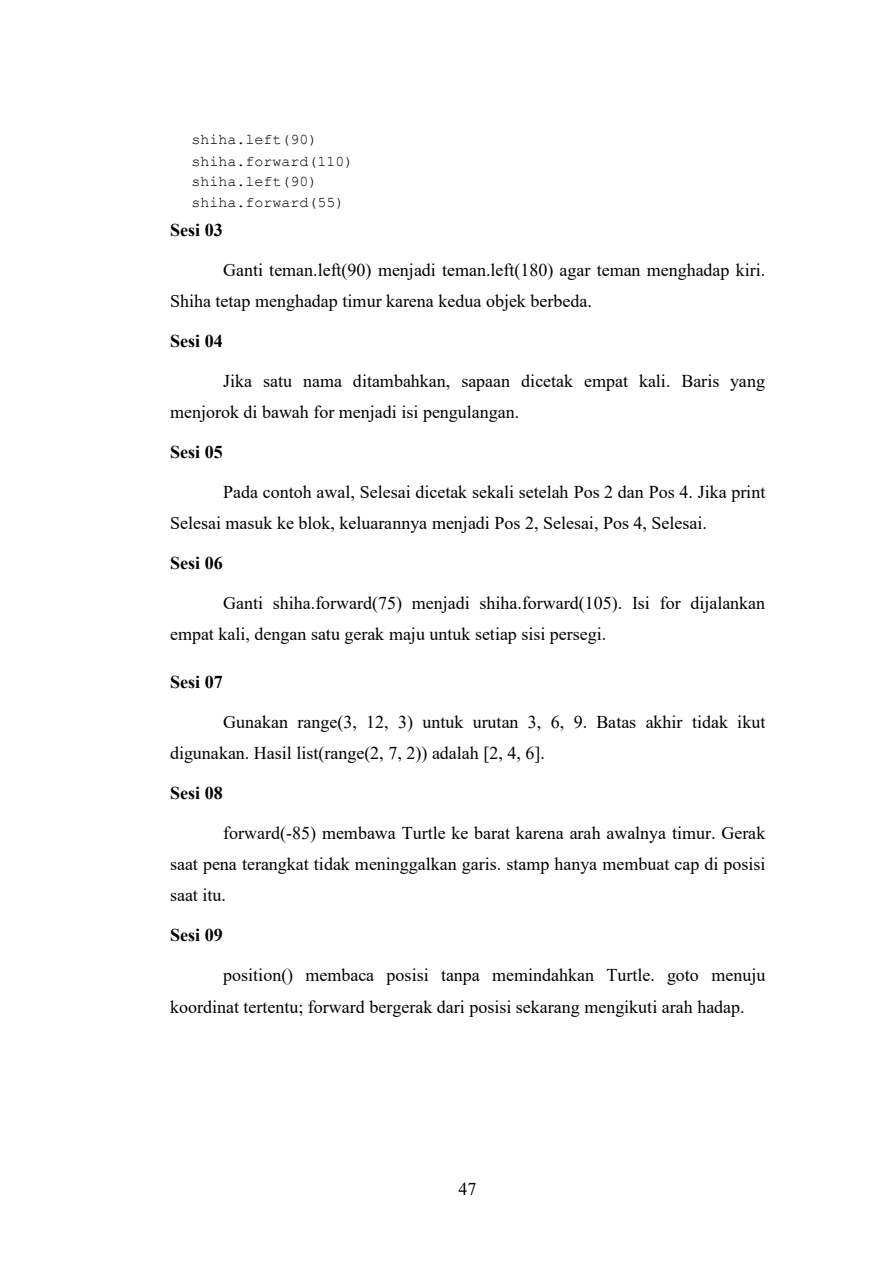 shiha.left(90)
shiha.forward(110)
shiha.left(90)
shiha.forward(55)
Sesi 03
Ganti teman.left(90) menjadi teman.left(180) agar teman menghadap kiri.
Shiha tetap menghadap timur karena kedua objek berbeda.
Sesi 04
Jika satu nama ditambahkan, sapaan dicetak empat kali. Baris yang
menjorok di bawah for menjadi isi pengulangan.
Sesi 05
Pada contoh awal, Selesai dicetak sekali setelah Pos 2 dan Pos 4. Jika print
Selesai masuk ke blok, keluarannya menjadi Pos 2, Selesai, Pos 4, Selesai.
Sesi 06
Ganti shiha.forward(75) menjadi shiha.forward(105). Isi for dijalankan
empat kali, dengan satu gerak maju untuk setiap sisi persegi.
Sesi 07
Gunakan range(3, 12, 3) untuk urutan 3, 6, 9. Batas akhir tidak ikut
digunakan. Hasil list(range(2, 7, 2)) adalah [2, 4, 6].
Sesi 08
forward(-85) membawa Turtle ke barat karena arah awalnya timur. Gerak
saat pena terangkat tidak meninggalkan garis. stamp hanya membuat cap di posisi
saat itu.
Sesi 09
position() membaca posisi tanpa memindahkan Turtle. goto menuju
koordinat tertentu; forward bergerak dari posisi sekarang mengikuti arah hadap.
47